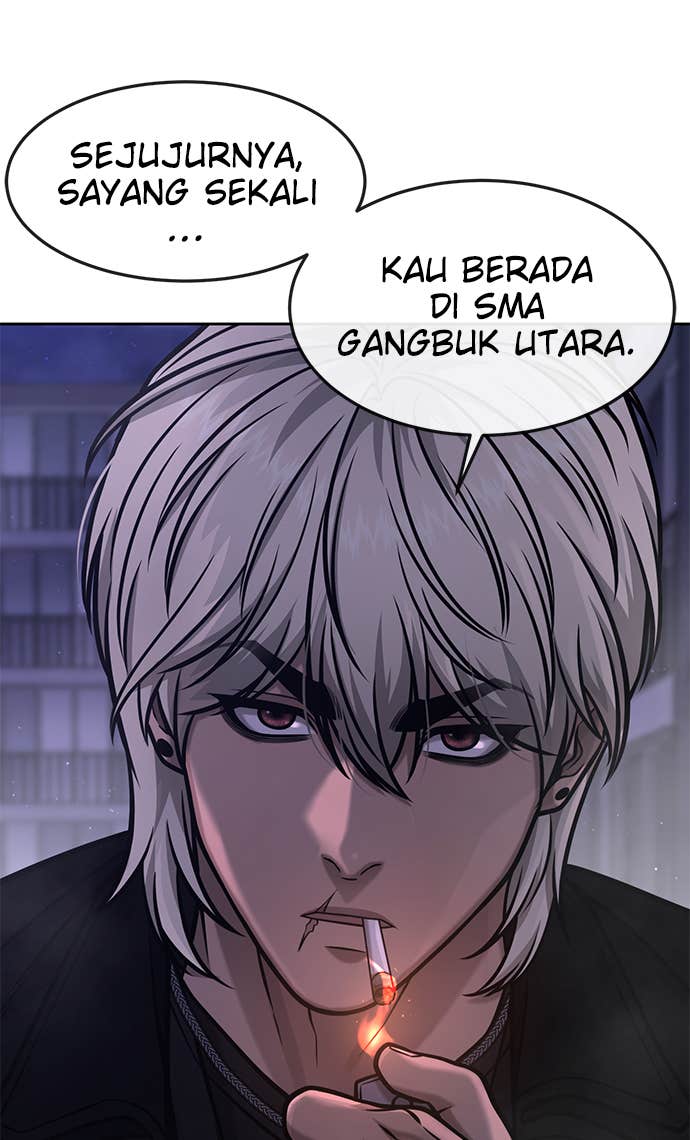 SEJUJURNYA,
SAYANG SEKALI
...
KAU BERADA
DI SMA
GANGBUK UTARA.